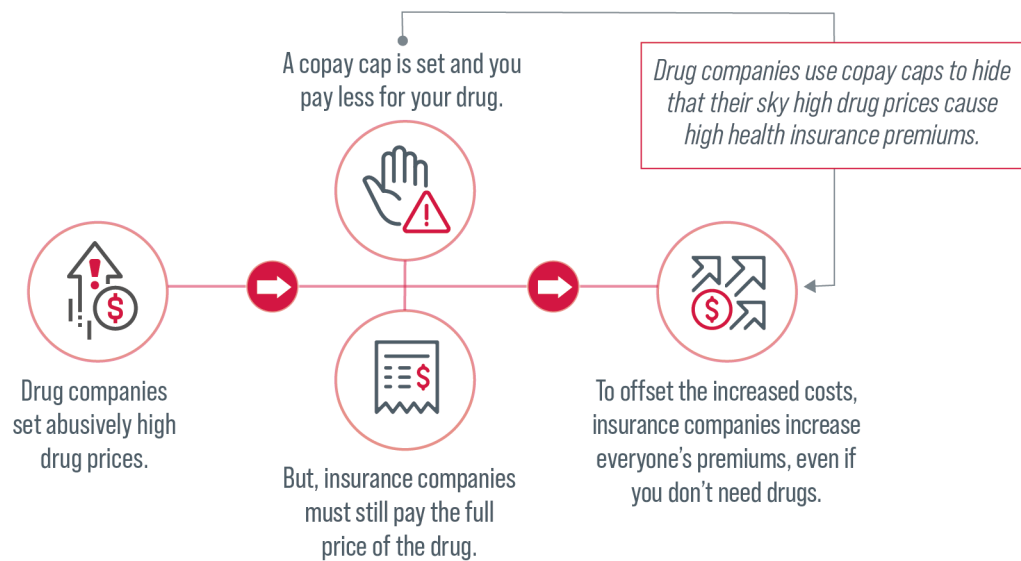 A copay cap is set and you
pay less for your drug.
Drug companies use copay caps to hide
that their sky high drug prices cause
high health insurance premiums.
!
!
$
$
$
Drug companies
set abusively high
drug prices.
But, insurance companies
must still pay the full
price of the drug.
To offset the increased costs,
insurance companies increase
everyone’s premiums, even if
you don’t need drugs.